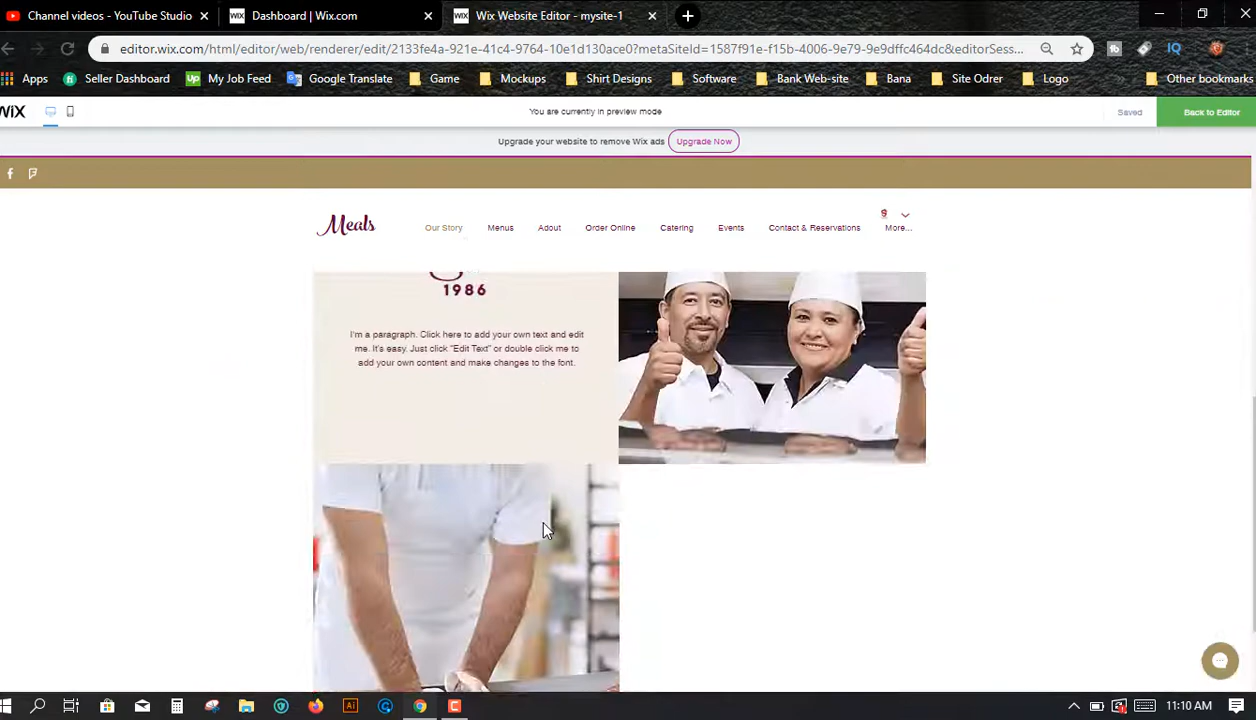 Channel videos - YouTube Studio
Dashboard | Wix.com
Wix Website Editor - mysite-1
editor.wix.com/html/editor/web/renderer/edit/2133fe4a-921e-41c4-9764-10e1d130ace0?metaSiteId=1587f91e-f15b-4006-9e79-9e9dffc464dc&editorSess...
Apps
Seller Dashboard
My Job Feed
Google Translate
Game
Mockups
Shirt Designs
Software
Bank Web-site
Bana
Site Odrer
Logo
Other bookmarks
WIX
You are currently in preview mode
Saved
Back to Editor
Upgrade your website to remove Wix ads
Upgrade Now
Meals
Our Story
Menus
About
Order Online
Catering
Events
Contact & Reservations
More...
1986
I'm a paragraph. Click here to add your own text and edit
me. It's easy. Just click "Edit Text" or double click me to
add your own content and make changes to the font.
11:10 AM